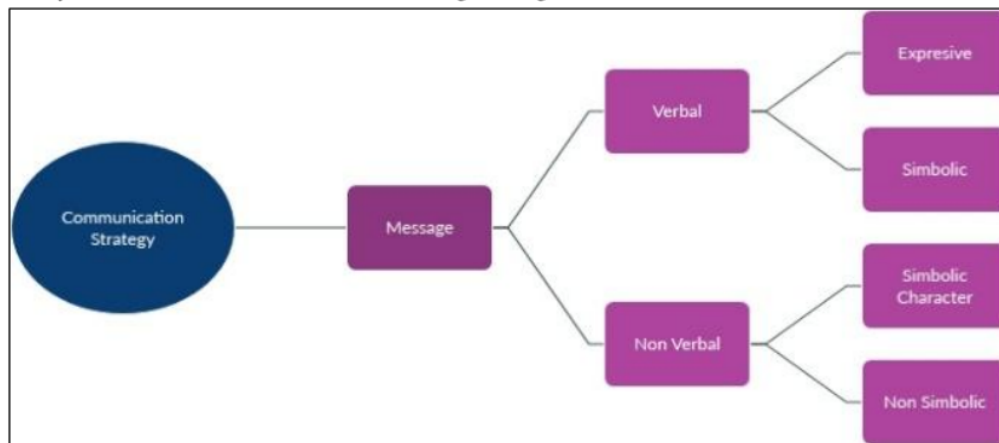 Communication
Strategy
Message
Verbal
Expresive
Simbolic
Non Verbal
Simbolic
Character
Non Simbolic